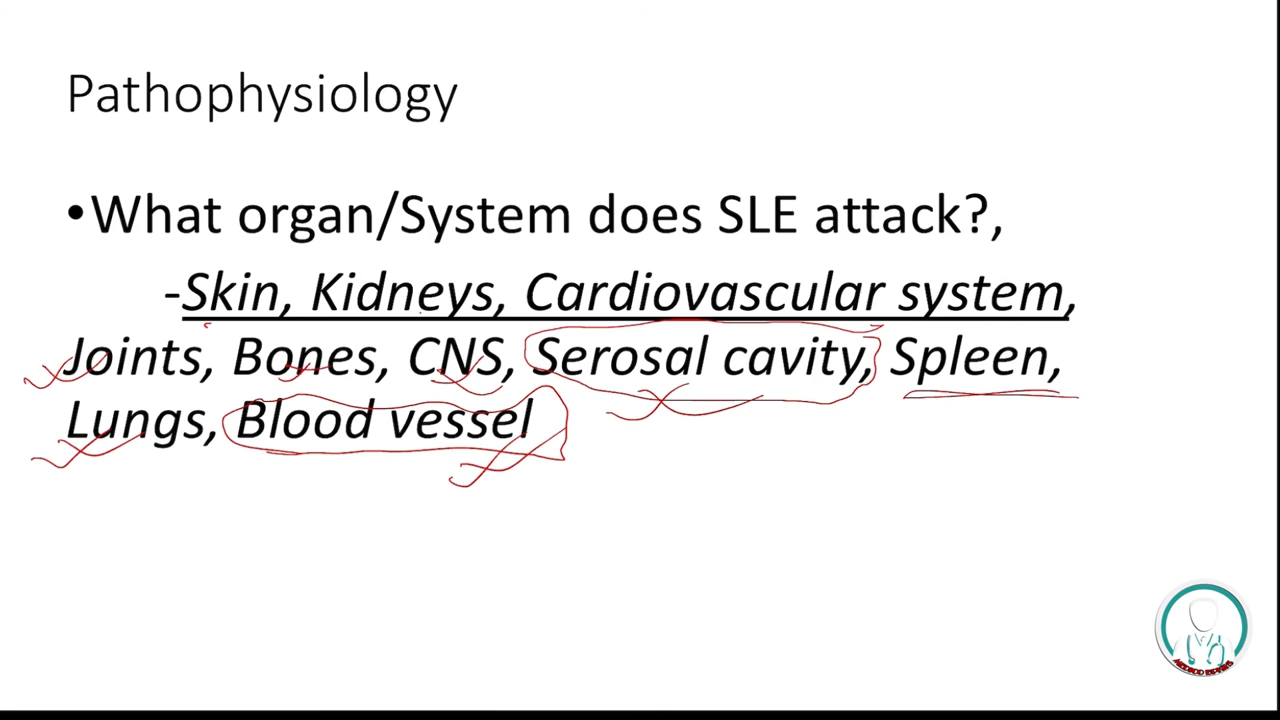 Pathophysiology
•What organ/System does SLE attack?,
-Skin, Kidneys, Cardiovascular system,
Joints, Bones, CNS, Serosal cavity, Spleen,
Lungs, Blood vessel